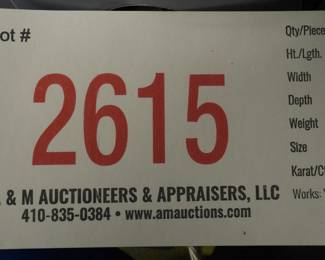 ot #
2615
& M AUCTIONEERS & APPRAISERS, LLC
410-835-0384 • www.amauctions.com
Qty/Piece
Ht./Lgth.
Width
Depth
Weight
Size
Karat/C
Works: